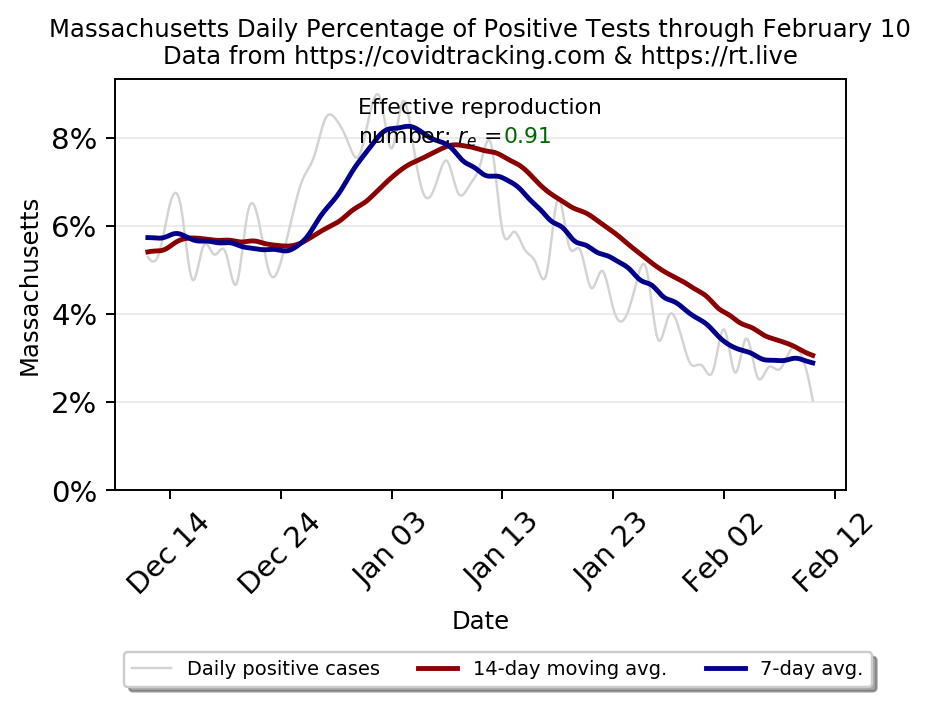 Massachusetts Daily Percentage of Positive Tests through February 10
Data from https://covidtracking.com & https://rt.live
Effective reproduction
number: rₑ =0.91
8%
6%
4%
2%
0%
Massachusetts
Dec 14
Dec 24
Jan 03
Jan 13
Jan 23
Feb 02
Feb 12
Date
Daily positive cases
14-day moving avg.
7-day avg.